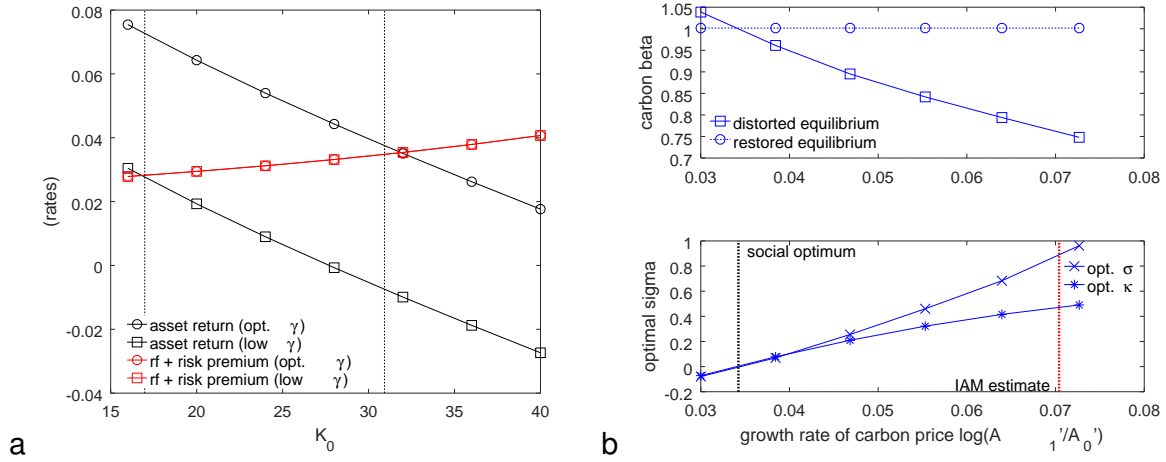 0.08
0.06
0.04
0.02
0
-0.02
-0.04
(rates)
asset return (opt. γ)
asset return (low γ)
rf + risk premium (opt. γ)
rf + risk premium (low γ)
15 20 25 30 35 40
K0
a
1.05
1
0.95
0.9
0.85
0.8
0.75
0.7
carbon beta
distorted equilibrium
restored equilibrium
0.03 0.04 0.05 0.06 0.07 0.08
1
0.8
0.6
0.4
0.2
0
-0.2
optimal sigma
social optimum
opt. σ
opt. κ
IAM estimate
0.03 0.04 0.05 0.06 0.07 0.08
growth rate of carbon price log(A 1'/A0')
b